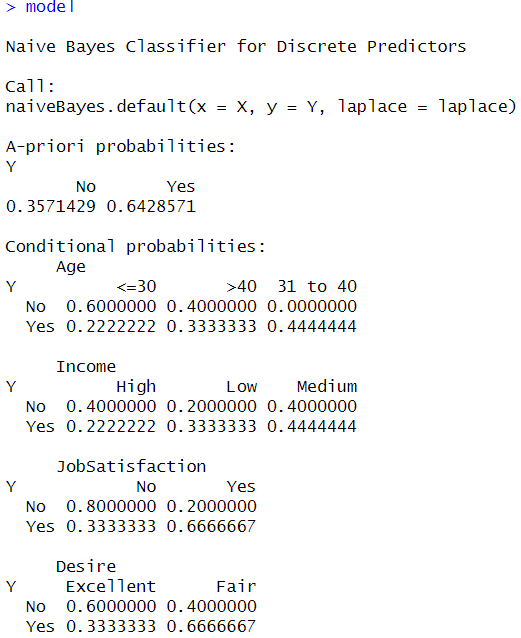 > model
Naive Bayes Classifier for Discrete Predictors
Call:
naiveBayes.default(x = X, y = Y, laplace = laplace)
A-priori probabilities:
Y
No Yes
0.3571429 0.6428571
Conditional probabilities:
Age
Y <=30 >40 31 to 40
No 0.6000000 0.4000000 0.0000000
Yes 0.2222222 0.3333333 0.4444444
Income
Y High Low Medium
No 0.4000000 0.2000000 0.4000000
Yes 0.2222222 0.3333333 0.4444444
JobSatisfaction
Y No Yes
No 0.8000000 0.2000000
Yes 0.3333333 0.6666667
Desire
Y Excellent Fair
No 0.6000000 0.4000000
Yes 0.3333333 0.6666667